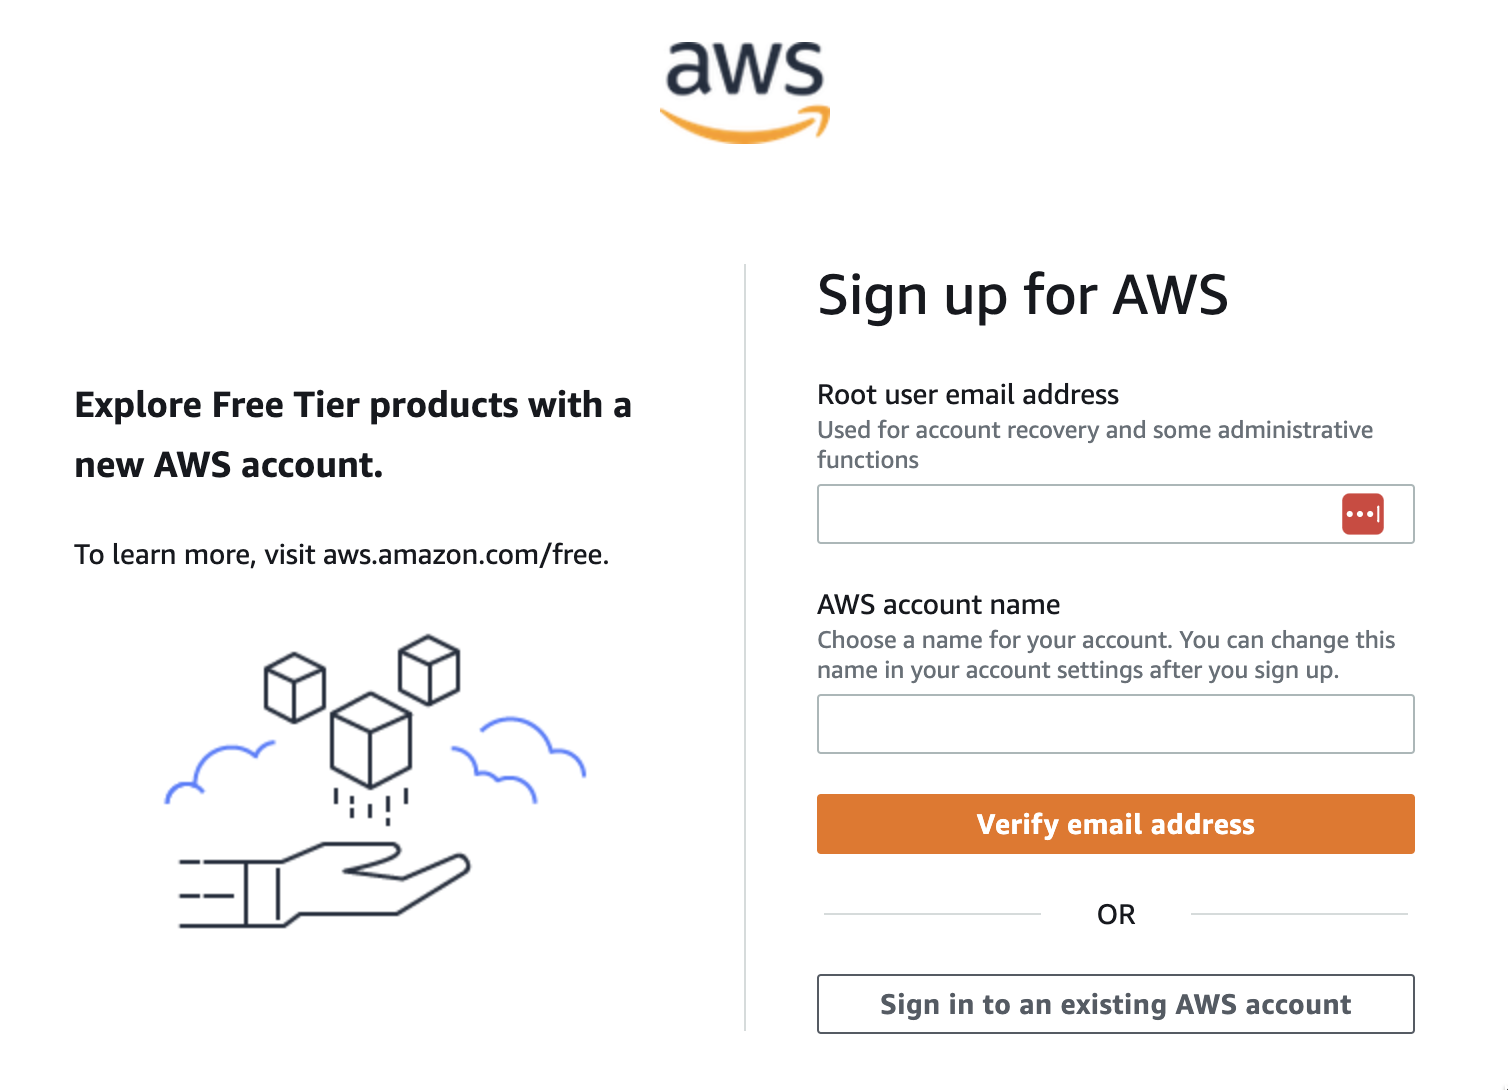 aws
Explore Free Tier products with a
new AWS account.
To learn more, visit aws.amazon.com/free.
Sign up for AWS
Root user email address
Used for account recovery and some administrative
functions
AWS account name
Choose a name for your account. You can change this
name in your account settings after you sign up.
Verify email address
OR
Sign in to an existing AWS account